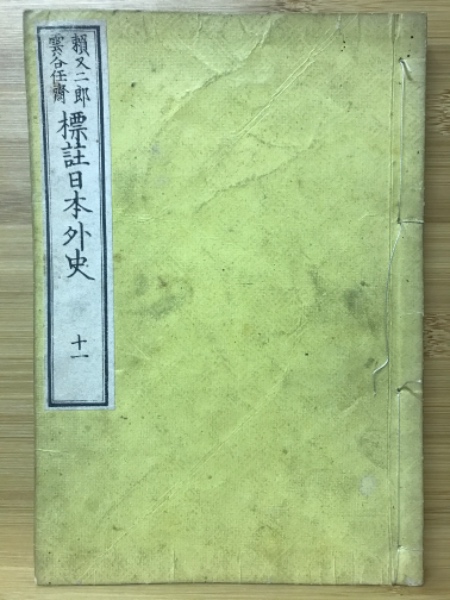 賴又二郎
雲谷任齋
標註日本外史
十一